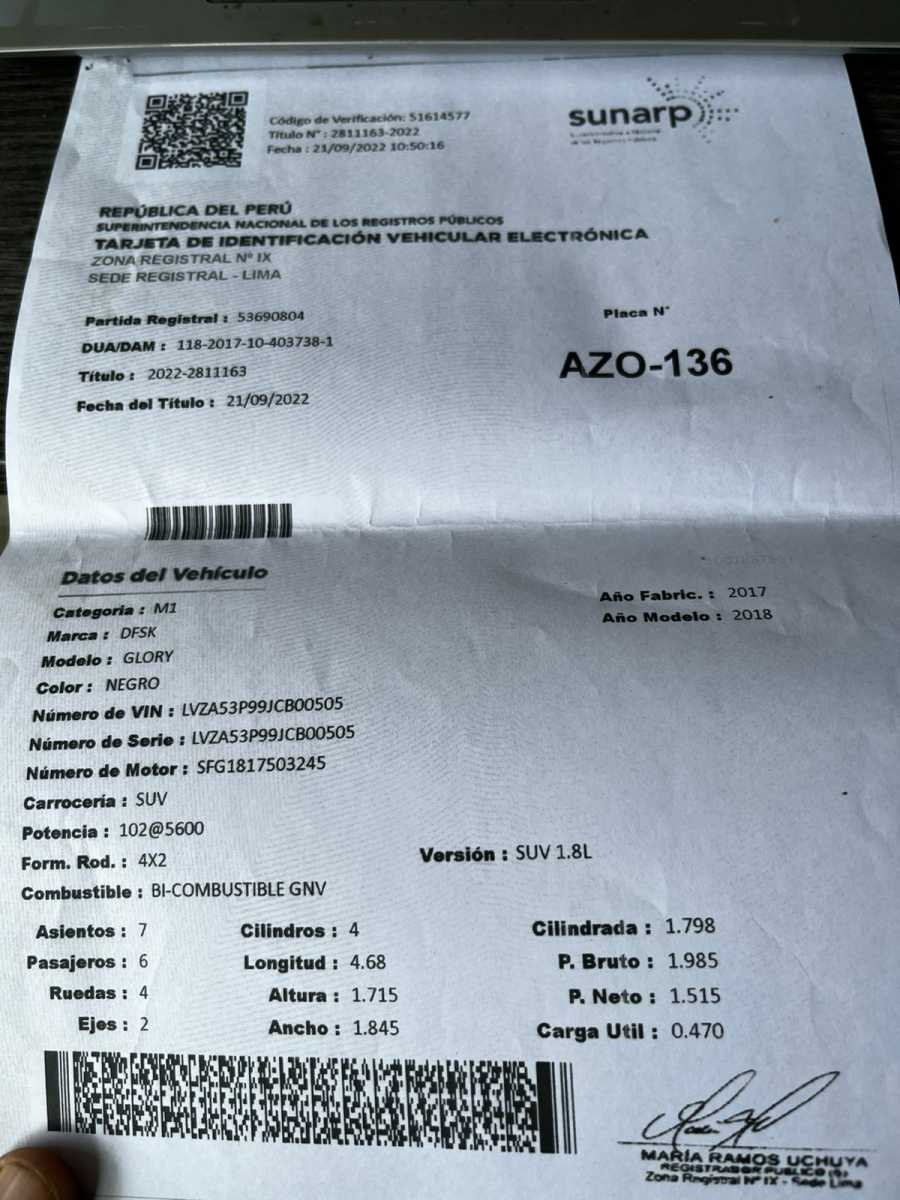 Código de Verificación: 51614577
Título N° : 2811163-2022
Fecha : 21/09/2022 10:50:16
sunarp
REPÚBLICA DEL PERÚ
SUPERINTENDENCIA NACIONAL DE LOS REGISTROS PÚBLICOS
TARJETA DE IDENTIFICACIÓN VEHICULAR ELECTRÓNICA
ZONA REGISTRAL N° IX
SEDE REGISTRAL - LIMA
Partida Registral : 53690804
DUA/DAM : 118-2017-10-403738-1
Título : 2022-2811163
Fecha del Título : 21/09/2022
Placa N°
AZO-136
Datos del Vehículo
Categoria : M1
Marca : DFSK
Modelo : GLORY
Color : NEGRO
Número de VIN : LVZA53P99JCB00505
Número de Serie : LVZA53P99JCB00505
Número de Motor : SFG1817503245
Carrocería : SUV
Potencia : 102@5600
Form. Rod. : 4X2
Combustible : BI-COMBUSTIBLE GNV
Año Fabric. : 2017
Año Modelo : 2018
Versión : SUV 1.8L
Asientos : 7 Cilindros : 4 Cilindrada : 1.798
Pasajeros : 6 Longitud : 4.68 P. Bruto : 1.985
Ruedas : 4 Altura : 1.715 P. Neto : 1.515
Ejes : 2 Ancho : 1.845 Carga Util : 0.470
MARÍA RAMOS UCHUYA
REGISTRADOR PÚBLICO (e)
Zona Registral N° IX - Sede Lima